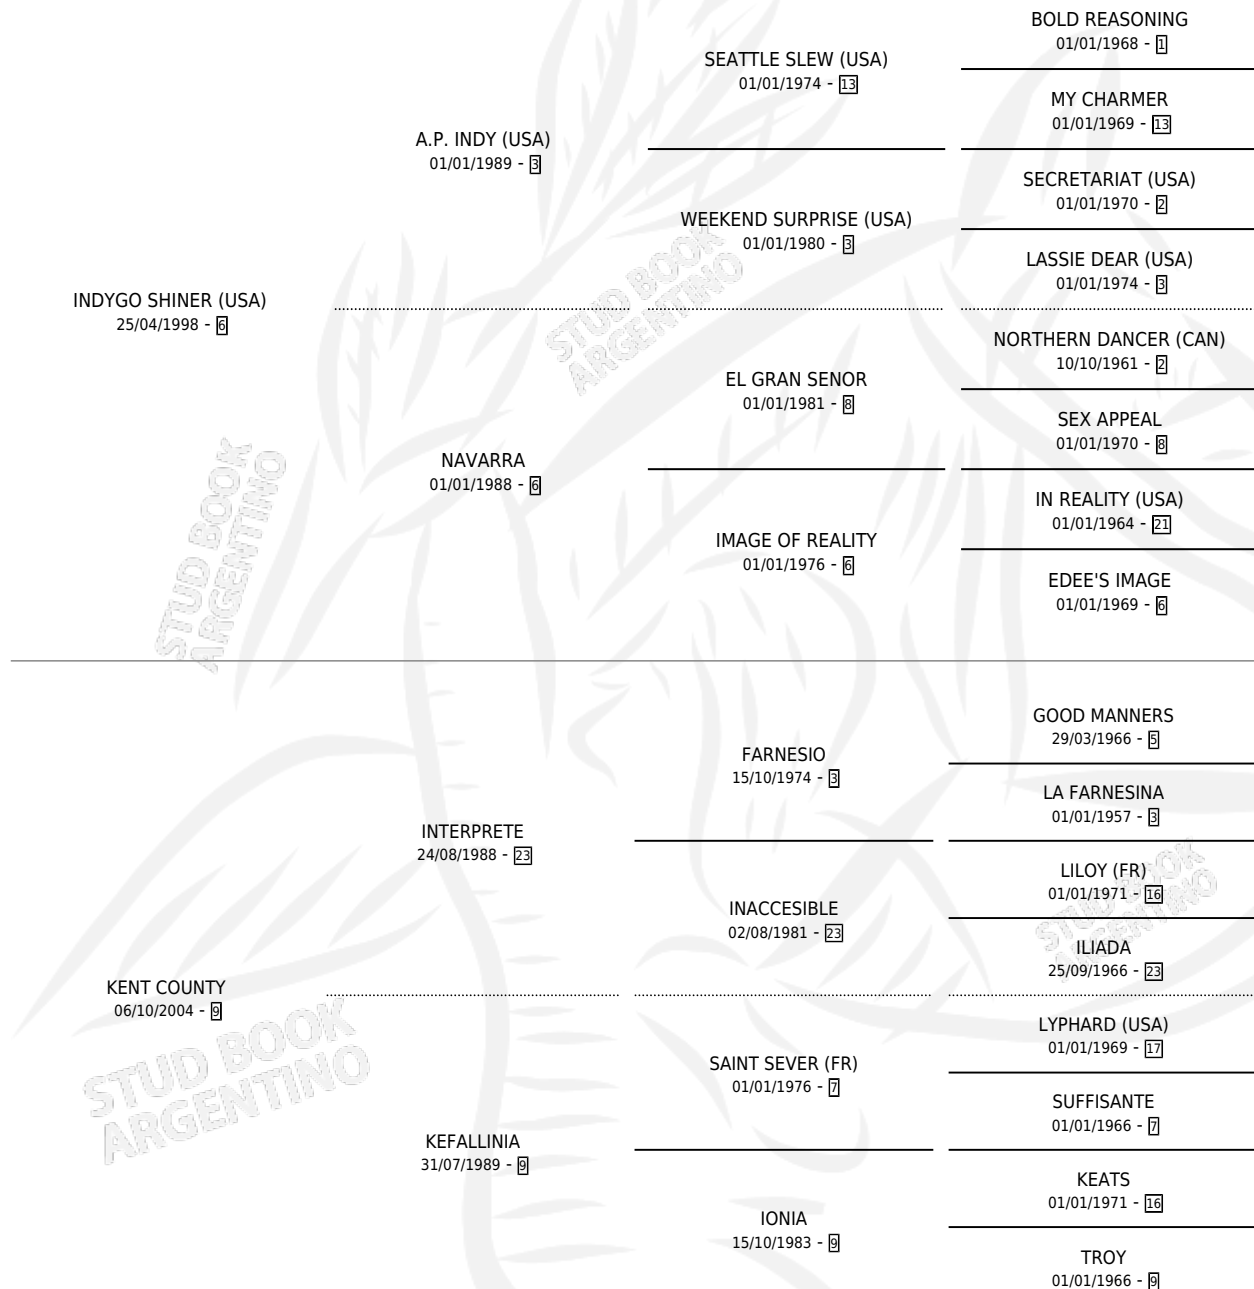 BOLD REASONING
01/01/1968 - 1
SEATTLE SLEW (USA)
01/01/1974 - 13
MY CHARMER
01/01/1969 - 13
A.P. INDY (USA)
01/01/1989 - 3
SECRETARIAT (USA)
01/01/1970 - 2
WEEKEND SURPRISE (USA)
01/01/1980 - 3
LASSIE DEAR (USA)
01/01/1974 - 3
INDYGO SHINER (USA)
25/04/1998 - 6
STUD BOOK
ARGENTINO
NORTHERN DANCER (CAN)
10/10/1961 - 2
EL GRAN SENOR
01/01/1981 - 8
SEX APPEAL
01/01/1970 - 8
NAVARRA
01/01/1988 - 6
IN REALITY (USA)
01/01/1964 - 21
IMAGE OF REALITY
01/01/1976 - 6
EDEE'S IMAGE
01/01/1969 - 6
STUD BOOK
ARGENTINO
GOOD MANNERS
29/03/1966 - 5
FARNESIO
15/10/1974 - 3
LA FARNESINA
01/01/1957 - 3
INTERPRETE
24/08/1988 - 23
LILOY (FR)
01/01/1971 - 16
INACCESIBLE
02/08/1981 - 23
STUD BOOK
ARGENTINO
ILIADA
25/09/1966 - 23
KENT COUNTY
06/10/2004 - 9
LYPHARD (USA)
01/01/1969 - 17
SAINT SEVER (FR)
01/01/1976 - 7
SUFFISANTE
01/01/1966 - 7
STUD BOOK
ARGENTINO
KEFALLINIA
31/07/1989 - 9
KEATS
01/01/1971 - 16
IONIA
15/10/1983 - 9
TROY
01/01/1966 - 9